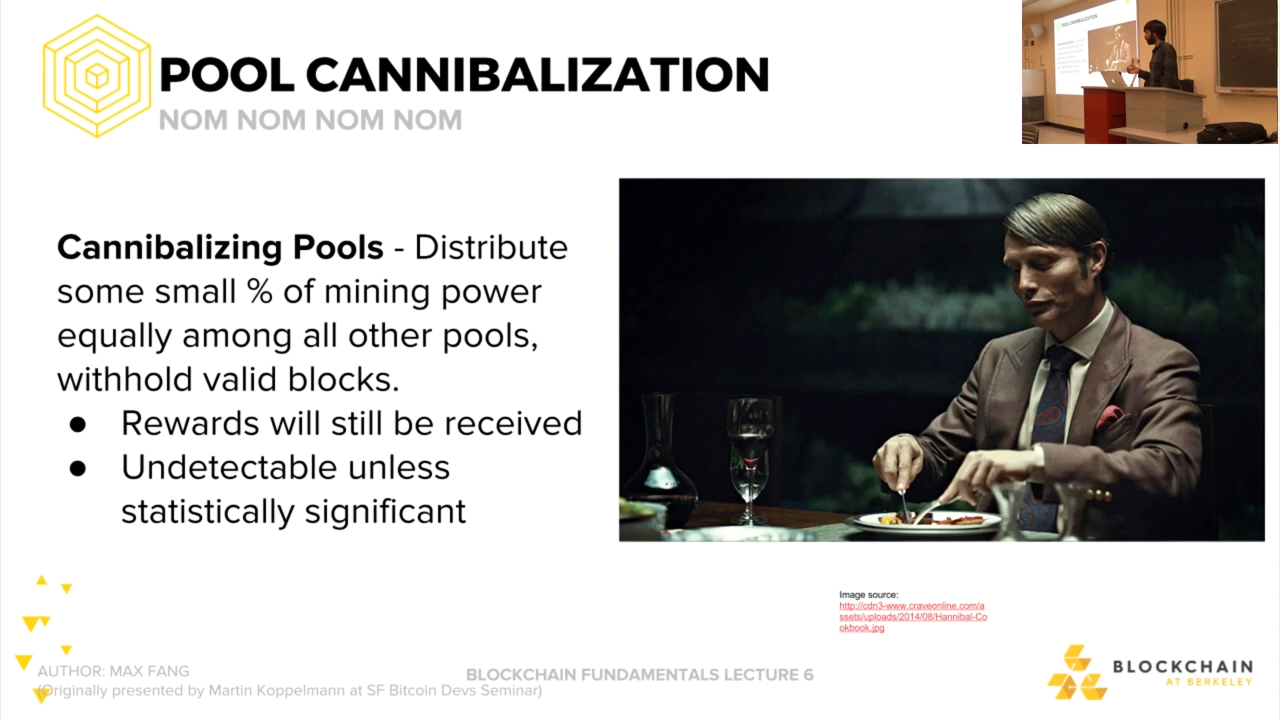 POOL CANNIBALIZATION
NOM NOM NOM NOM
POOL CANNIBALIZATION
Cannibalizing Pools - Distribute
some small % of mining power
equally among all other pools,
withhold valid blocks.
● Rewards will still be received
● Undetectable unless
statistically significant
Image source:
http://cdn3-www.craveonline.com/a
ssets/uploads/2014/08/Hannibal-Co
okbook.jpg
AUTHOR: MAX FANG
(Originally presented by Martin Koppelmann at SF Bitcoin Devs Seminar)
BLOCKCHAIN FUNDAMENTALS LECTURE 6
BLOCKCHAIN
AT BERKELEY